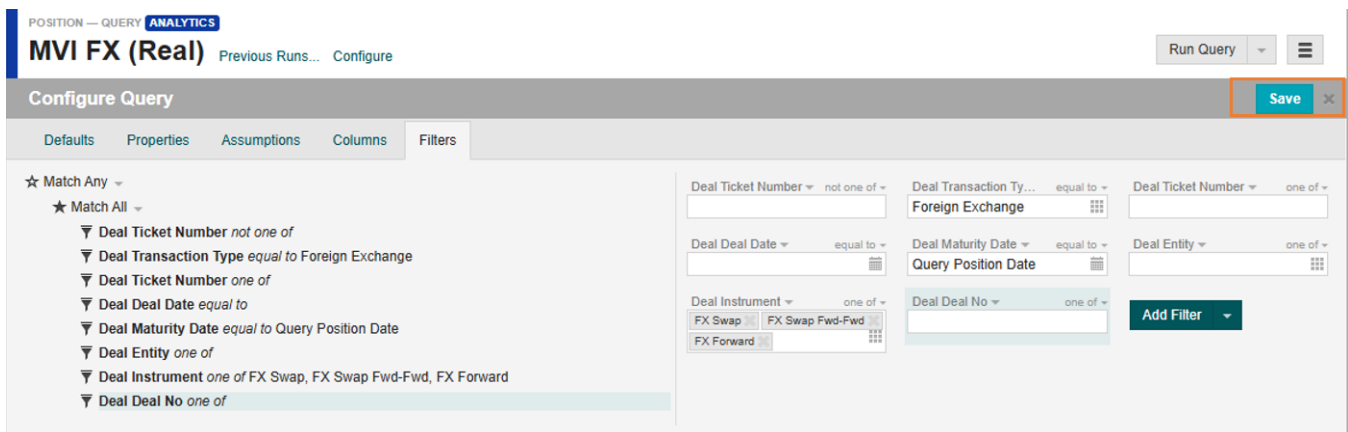 POSITION — QUERY ANALYTICS
MVI FX (Real) Previous Runs... Configure
Run Query
Configure Query
Save
Defaults Properties Assumptions Columns Filters
Match Any
Match All
Deal Ticket Number not one of
Deal Transaction Type equal to Foreign Exchange
Deal Ticket Number one of
Deal Deal Date equal to
Deal Maturity Date equal to Query Position Date
Deal Entity one of
Deal Instrument one of FX Swap, FX Swap Fwd-Fwd, FX Forward
Deal Deal No one of
Deal Ticket Number not one of
Deal Transaction Ty... equal to
Foreign Exchange
Deal Ticket Number one of
Deal Deal Date equal to
Deal Maturity Date equal to
Query Position Date
Deal Entity one of
Deal Instrument one of
FX Swap FX Swap Fwd-Fwd
FX Forward
Deal Deal No one of
Add Filter